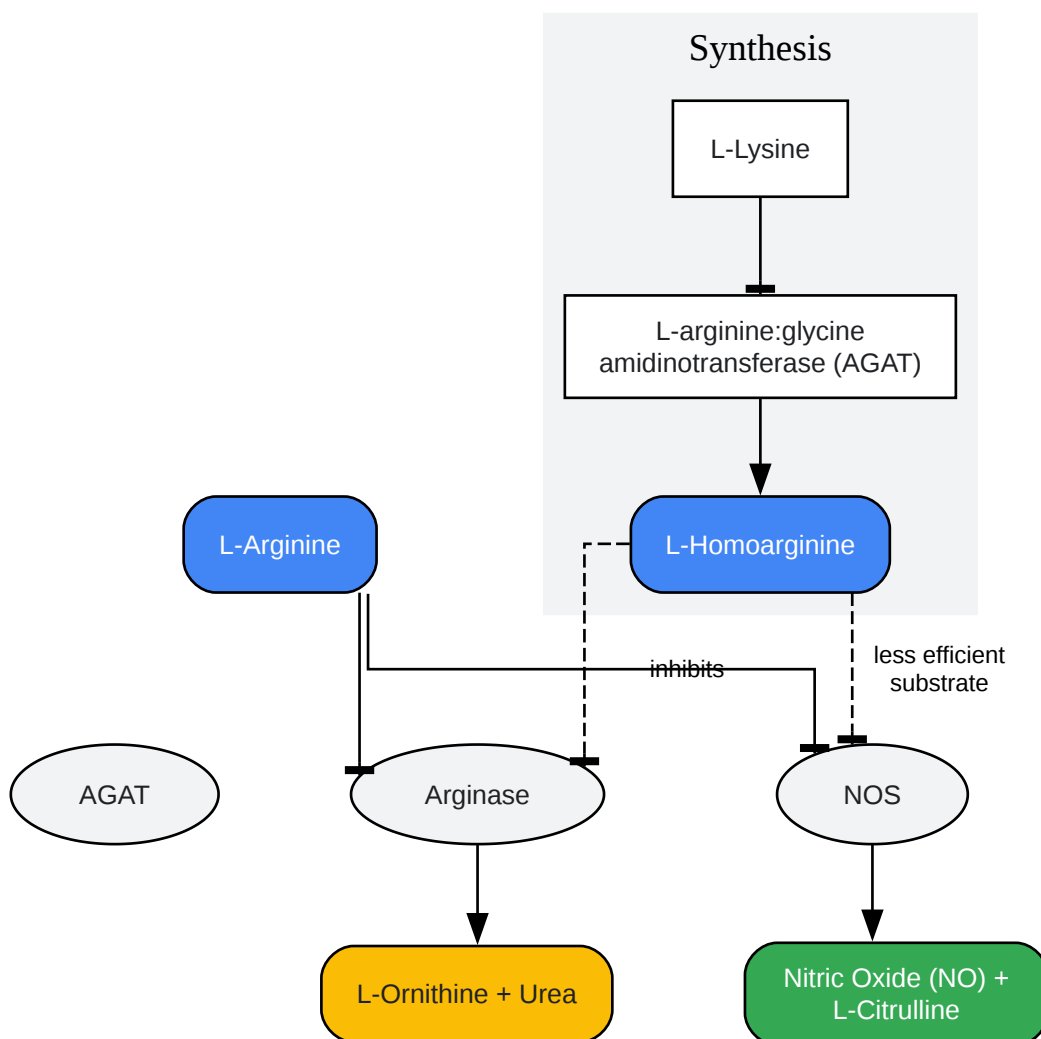 Synthesis
L-Lysine
L-arginine:glycine
amidinotransferase (AGAT)
L-Arginine
L-Homoarginine
inhibits
less efficient
substrate
AGAT
Arginase
NOS
L-Ornithine + Urea
Nitric Oxide (NO) +
L-Citrulline